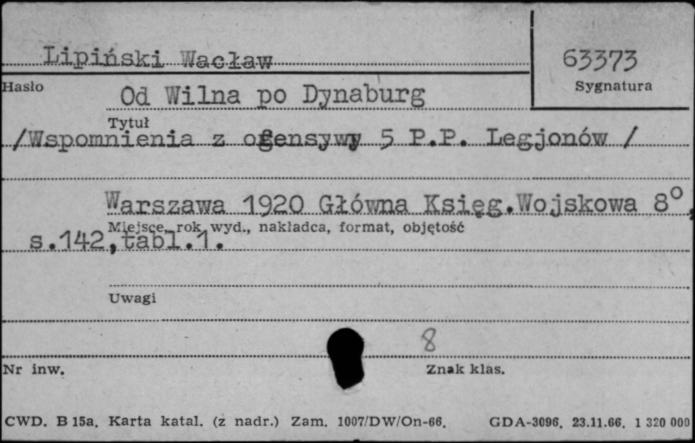 Lipiński Wacław
63373
Hasło
Sygnatura
Od Wilna po Dynaburg
Tytuł
/Wspomnienia z ofensywy 5 P.P. Legjonów /
Warszawa 1920 Główna Księg.Wojskowa 8°,
Miejsce, rok wyd., nakładca, format, objętość
s.142,tabl.1.
Uwagi
8
Nr inw.
Znak klas.
CWD. B 15a. Karta katal. (z nadr.) Zam. 1007/DW/On-66. GDA-3096. 23.11.66. 1 320 000